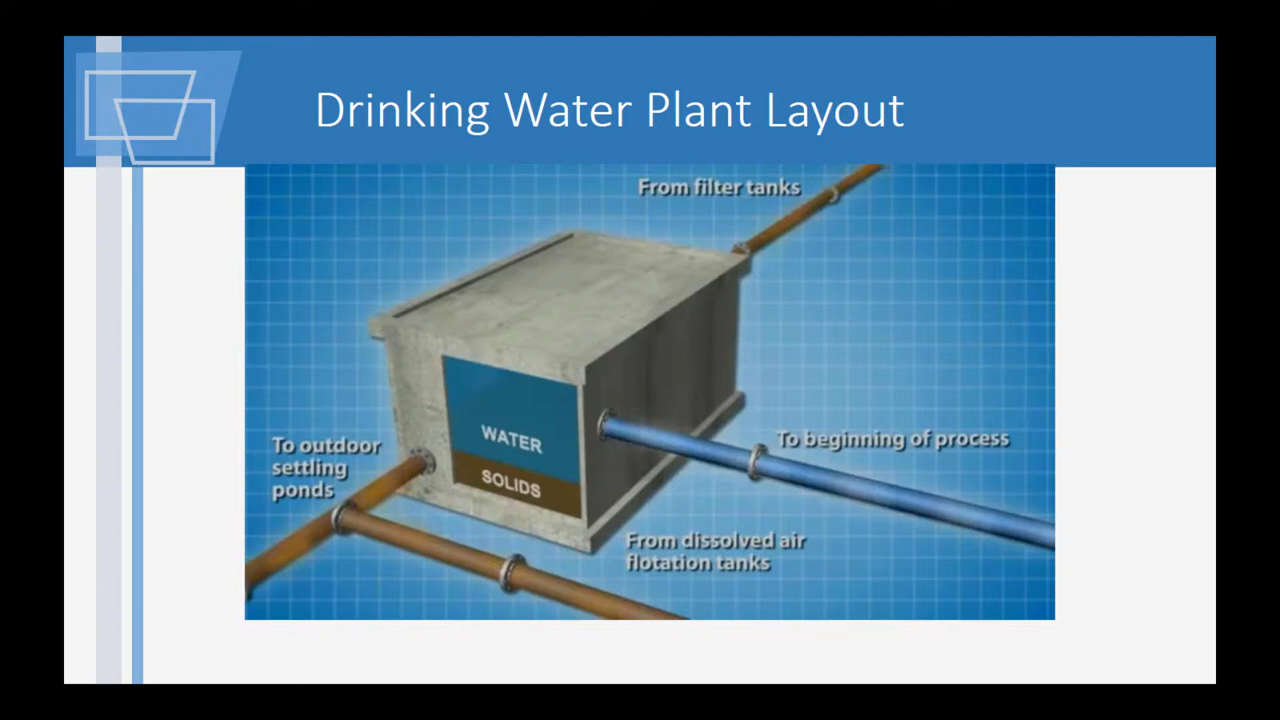 Drinking Water Plant Layout
From filter tanks
WATER
SOLIDS
To outdoor
settling
ponds
To beginning of process
From dissolved air
flotation tanks